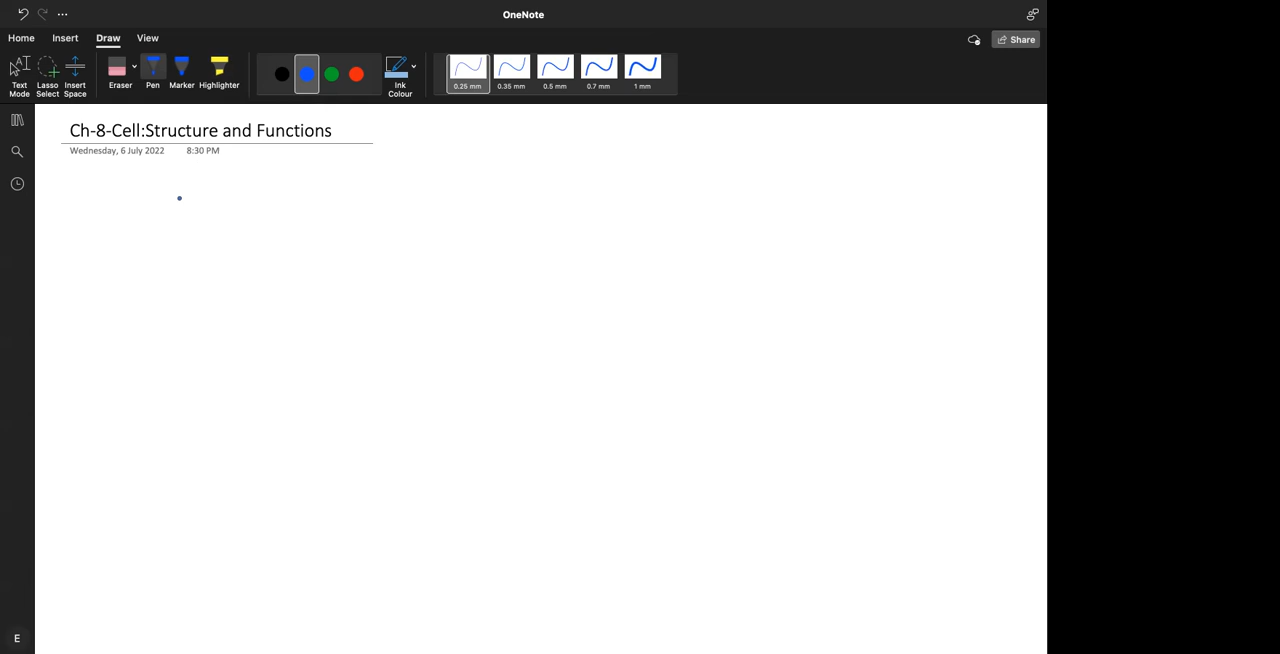 OneNote
Home Insert Draw View
Share
Text Mode
Lasso Select
Insert Space
Eraser
Pen
Marker
Highlighter
Ink Colour
0.25 mm
0.35 mm
0.5 mm
0.7 mm
1 mm
Ch-8-Cell:Structure and Functions
Wednesday, 6 July 2022 8:30 PM
E